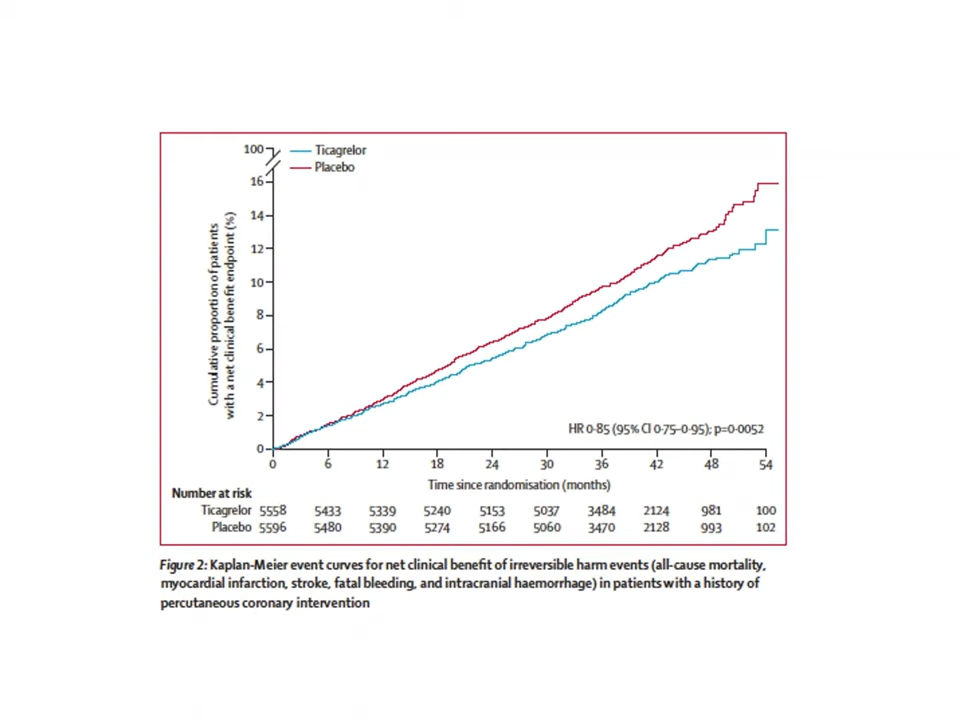 100
Ticagrelor
Placebo
16
14
12
10
8
6
4
2
0
Cumulative proportion of patients
with a net clinical benefit endpoint (%)
HR 0·85 (95% CI 0·75–0·95); p=0·0052
0 6 12 18 24 30 36 42 48 54
Time since randomisation (months)
Number at risk
Ticagrelor 5558 5433 5339 5240 5153 5037 3484 2124 981 100
Placebo 5596 5480 5390 5274 5166 5060 3470 2128 993 102
Figure 2: Kaplan-Meier event curves for net clinical benefit of irreversible harm events (all-cause mortality,
myocardial infarction, stroke, fatal bleeding, and intracranial haemorrhage) in patients with a history of
percutaneous coronary intervention